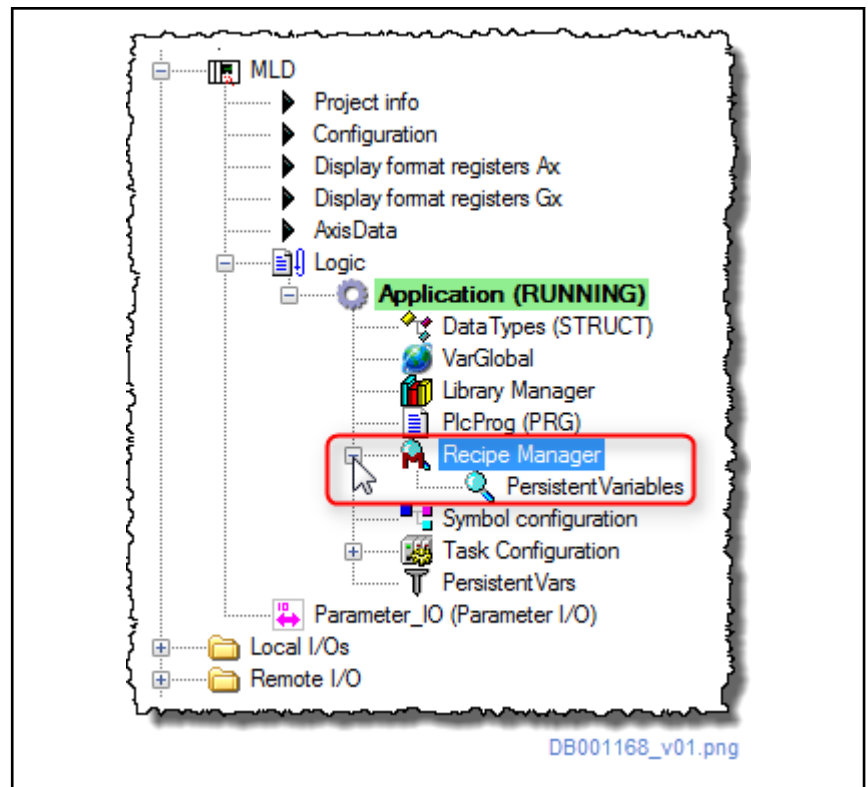 MLD
Project info
Configuration
Display format registers Ax
Display format registers Gx
AxisData
Logic
Application (RUNNING)
DataTypes (STRUCT)
VarGlobal
Library Manager
PlcProg (PRG)
Recipe Manager
PersistentVariables
Symbol configuration
Task Configuration
PersistentVars
Parameter_IO (Parameter I/O)
Local I/Os
Remote I/O
DB001168_v01.png